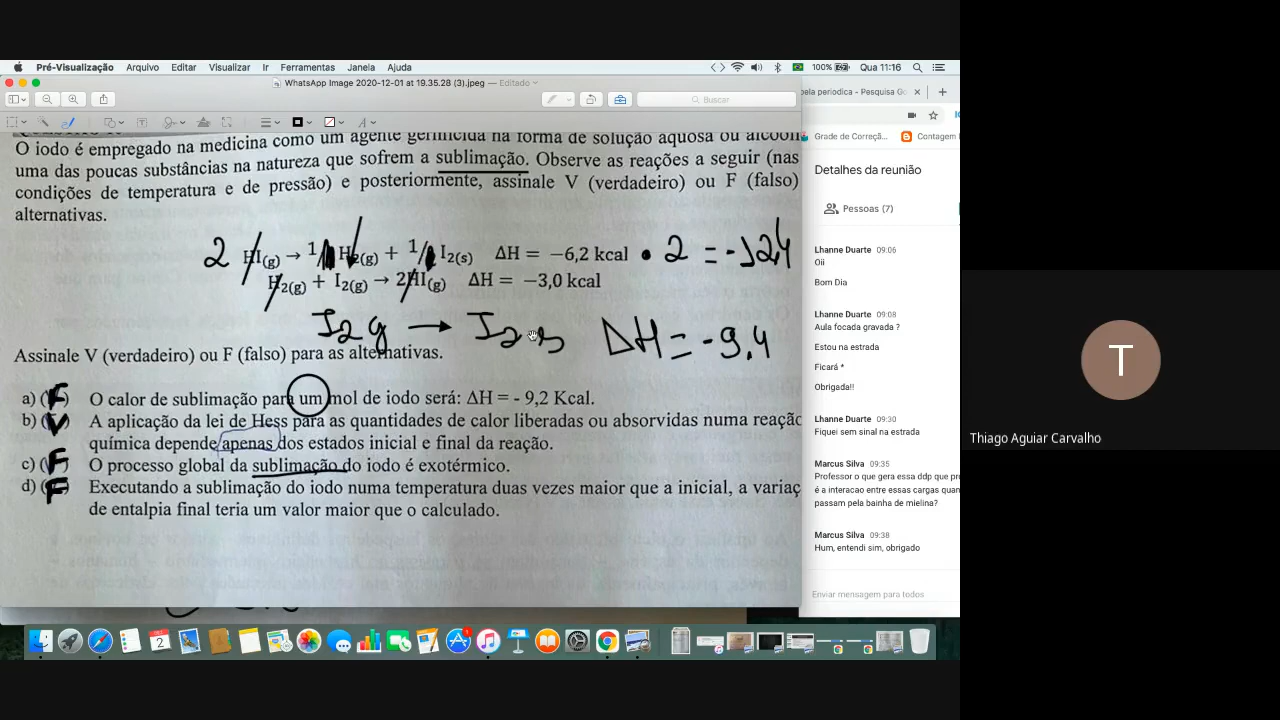 Pré-Visualização Arquivo Editar Visualizar Ir Ferramentas Janela Ajuda 100% Qua 11:16
WhatsApp Image 2020-12-01 at 19.35.28 (3).jpeg — Editado
Buscar
O iodo é empregado na medicina como um agente germicida na forma de solução aquosa ou
uma das poucas substâncias na natureza que sofrem a sublimação. Observe as reações a seguir (nas
condições de temperatura e de pressão) e posteriormente, assinale V (verdadeiro) ou F (falso)
alternativas.
2 HI(g) → 1/ H2(g) + 1/ I2(s) ΔH = −6,2 kcal • 2 = -12,4
H2(g) + I2(g) → 2HI(g) ΔH = −3,0 kcal
I2 g → I2 s ΔH = -9.4
Assinale V (verdadeiro) ou F (falso) para as alternativas.
a) (F O calor de sublimação para um mol de iodo será: ΔH = - 9,2 Kcal.
b) (V A aplicação da lei de Hess para as quantidades de calor liberadas ou absorvidas numa reação
química depende apenas dos estados inicial e final da reação.
c) (F O processo global da sublimação do iodo é exotérmico.
d) (F Executando a sublimação do iodo numa temperatura duas vezes maior que a inicial, a variaç
de entalpia final teria um valor maior que o calculado.
bela periodica - Pesquisa Go
Grade de Correçã... Contagem
Detalhes da reunião
Pessoas (7)
Lhanne Duarte 09:06
Oii
Bom Dia
Lhanne Duarte 09:08
Aula focada gravada ?
Estou na estrada
Ficará *
Obrigada!!
Lhanne Duarte 09:30
Fiquei sem sinal na estrada
Marcus Silva 09:35
Professor o que gera essa ddp que pr
é a interacao entre essas cargas quan
passam pela bainha de mielina?
Marcus Silva 09:38
Hum, entendi sim, obrigado
Enviar mensagem para todos
T
Thiago Aguiar Carvalho